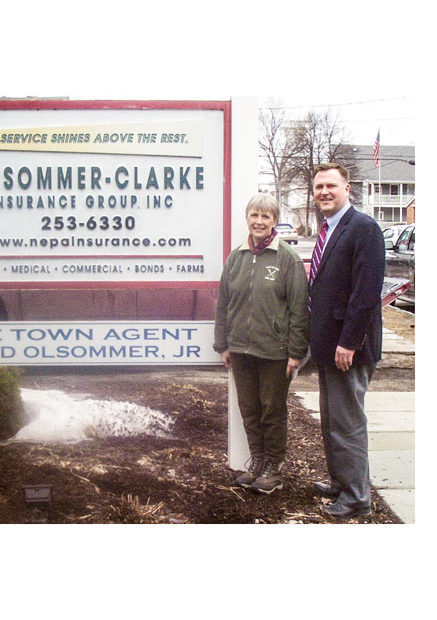 SERVICE SHINES ABOVE THE REST...
SOMMER-CLARKE
NSURANCE GROUP, INC
253-6330
www.nepainsurance.com
• MEDICAL • COMMERCIAL • BONDS • FARMS
E TOWN AGENT
D OLSOMMER, JR